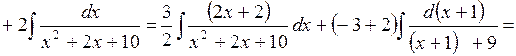 + 2∫ dx / (x² + 2x + 10) = 3/2 ∫ (2x + 2) / (x² + 2x + 10) dx + (−3 + 2)∫ d(x + 1) / ((x + 1) + 9) =